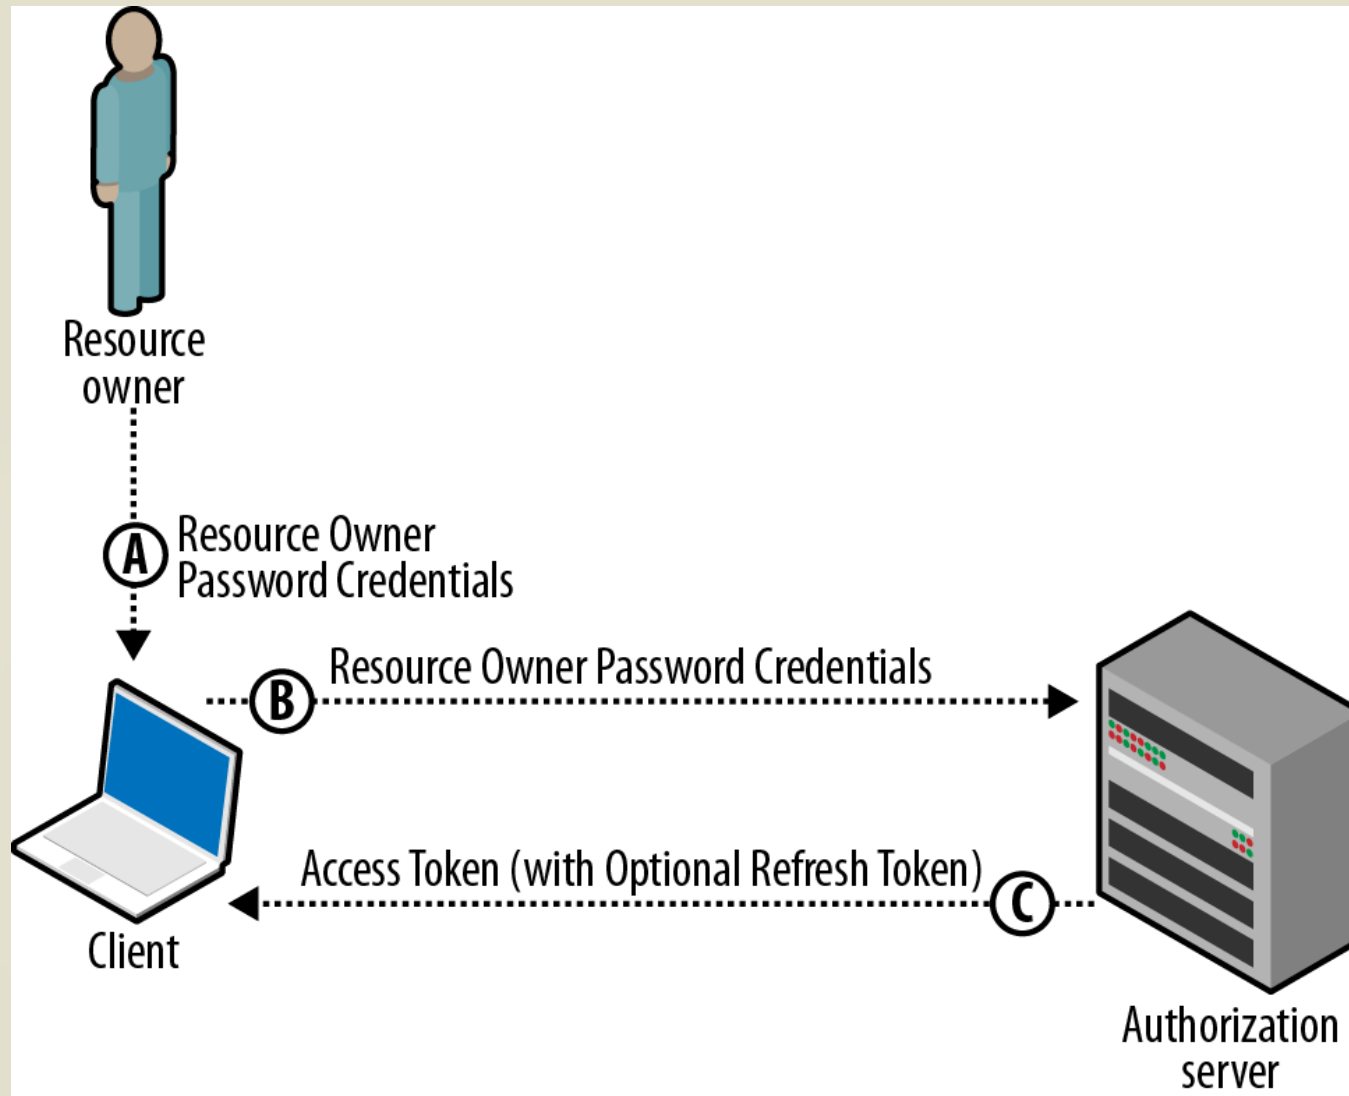 Resource
owner
A
Resource Owner
Password Credentials
Resource Owner Password Credentials
B
Access Token (with Optional Refresh Token)
C
Client
Authorization
server